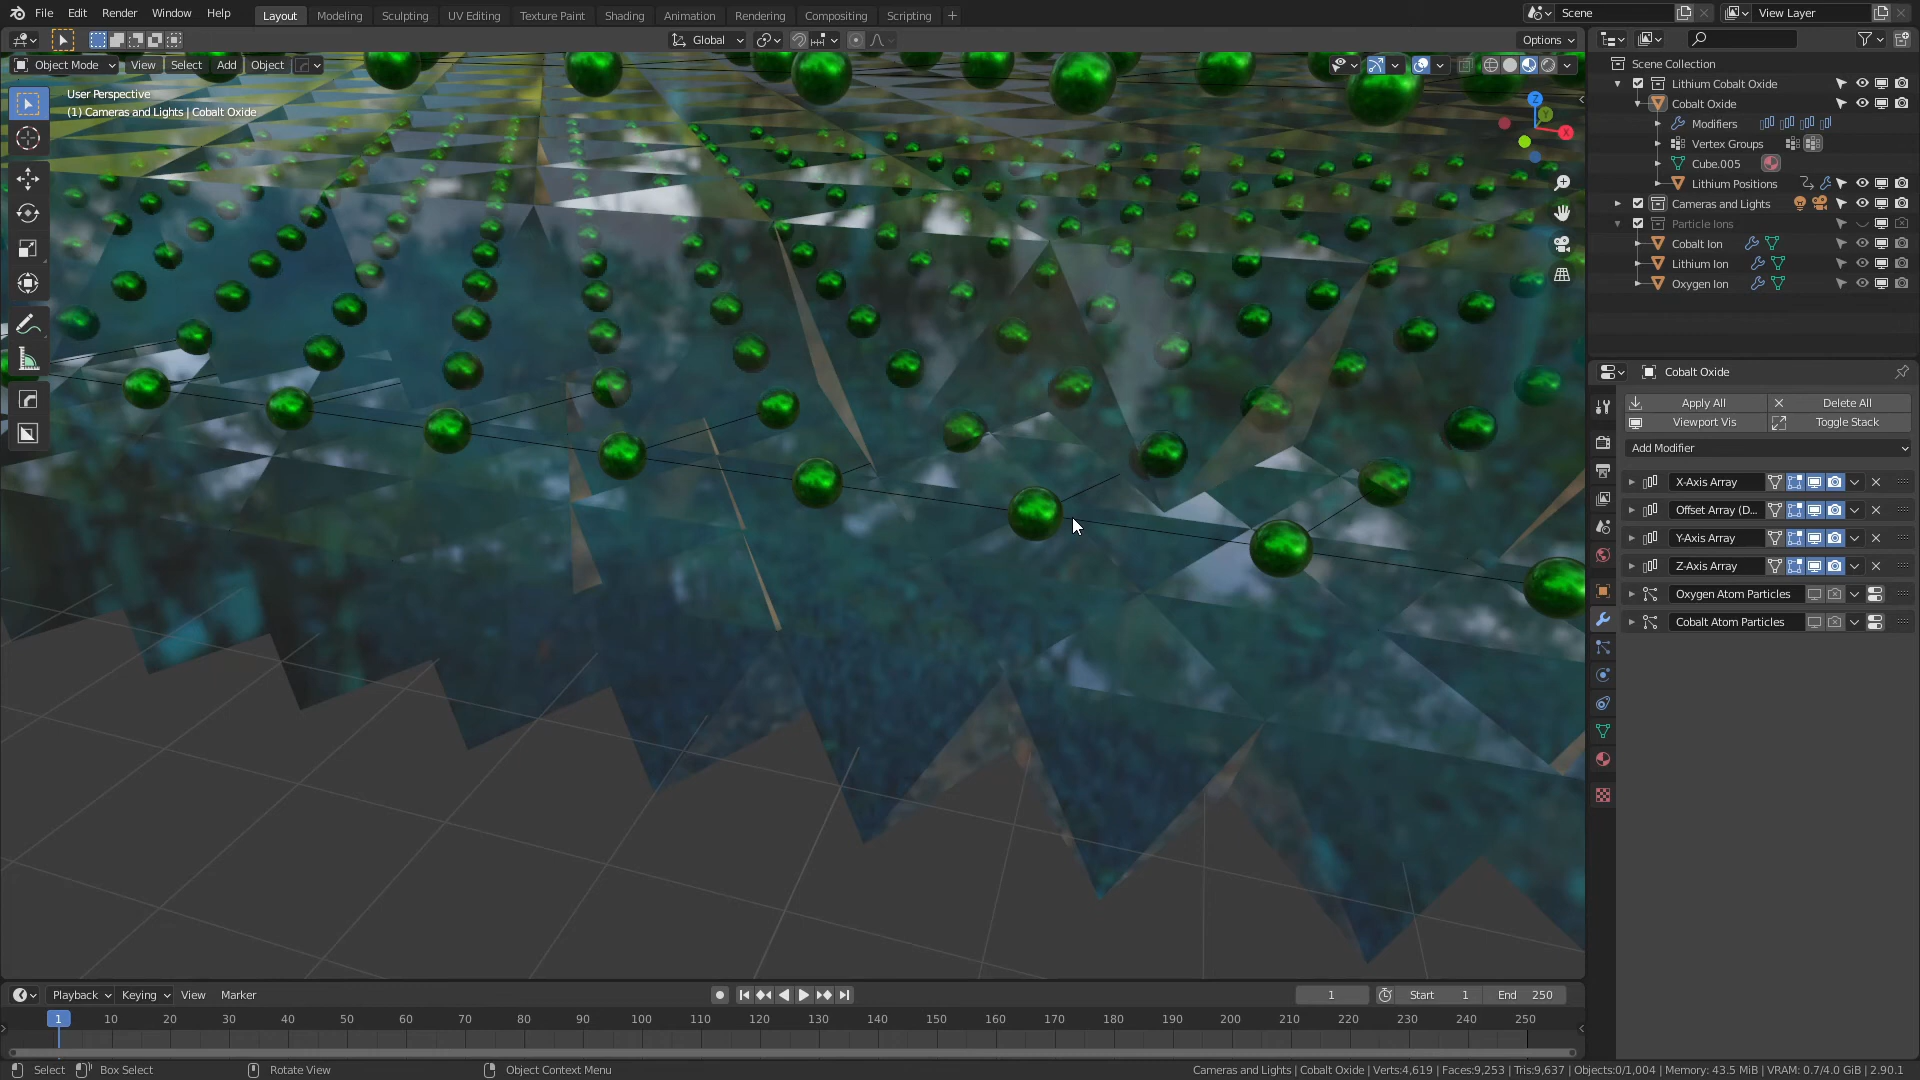 File Edit Render Window Help Layout Modeling Sculpting UV Editing Texture Paint Shading Animation Rendering Compositing Scripting + Scene View Layer
Global Options
Object Mode View Select Add Object
User Perspective
(1) Cameras and Lights | Cobalt Oxide
Z
Y
X
Scene Collection
Lithium Cobalt Oxide
Cobalt Oxide
Modifiers
Vertex Groups
Cube.005
Lithium Positions
Cameras and Lights
Particle Ions
Cobalt Ion
Lithium Ion
Oxygen Ion
Cobalt Oxide
Apply All Delete All
Viewport Vis Toggle Stack
Add Modifier
X-Axis Array
Offset Array (D...
Y-Axis Array
Z-Axis Array
Oxygen Atom Particles
Cobalt Atom Particles
Playback Keying View Marker 1 Start 1 End 250
1 10 20 30 40 50 60 70 80 90 100 110 120 130 140 150 160 170 180 190 200 210 220 230 240 250
Select Box Select Rotate View Object Context Menu Cameras and Lights | Cobalt Oxide | Verts:4,619 | Faces:9,253 | Tris:9,637 | Objects:0/1,004 | Memory: 43.5 MiB | VRAM: 0.7/4.0 GiB | 2.90.1